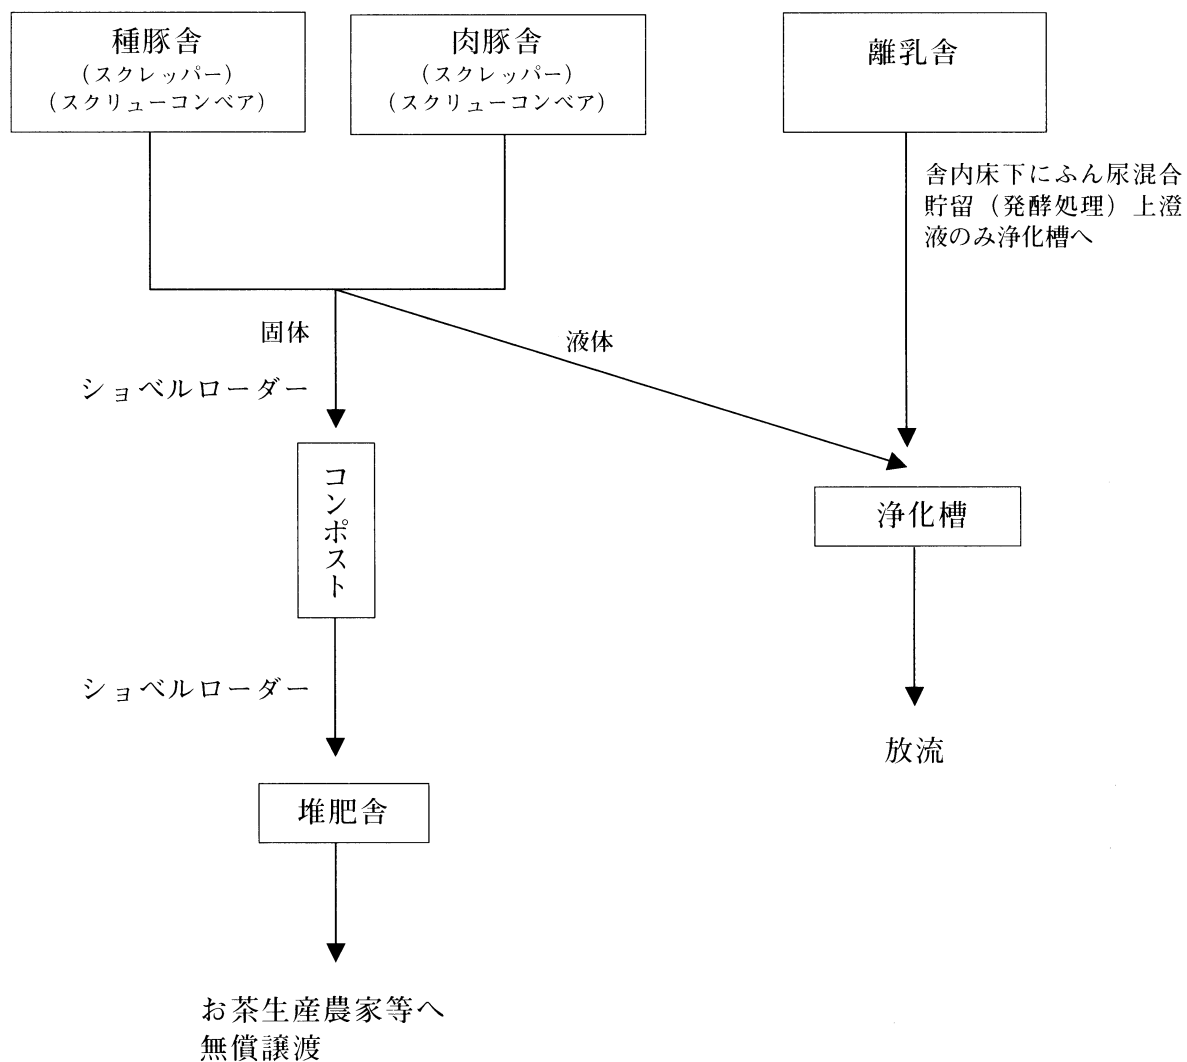 種豚舎
（スクレッパー）
（スクリューコンベア）
肉豚舎
（スクレッパー）
（スクリューコンベア）
離乳舎
舎内床下にふん尿混合
貯留（発酵処理）上澄
液のみ浄化槽へ
固体
液体
ショベルローダー
コンポスト
浄化槽
ショベルローダー
放流
堆肥舎
お茶生産農家等へ
無償譲渡